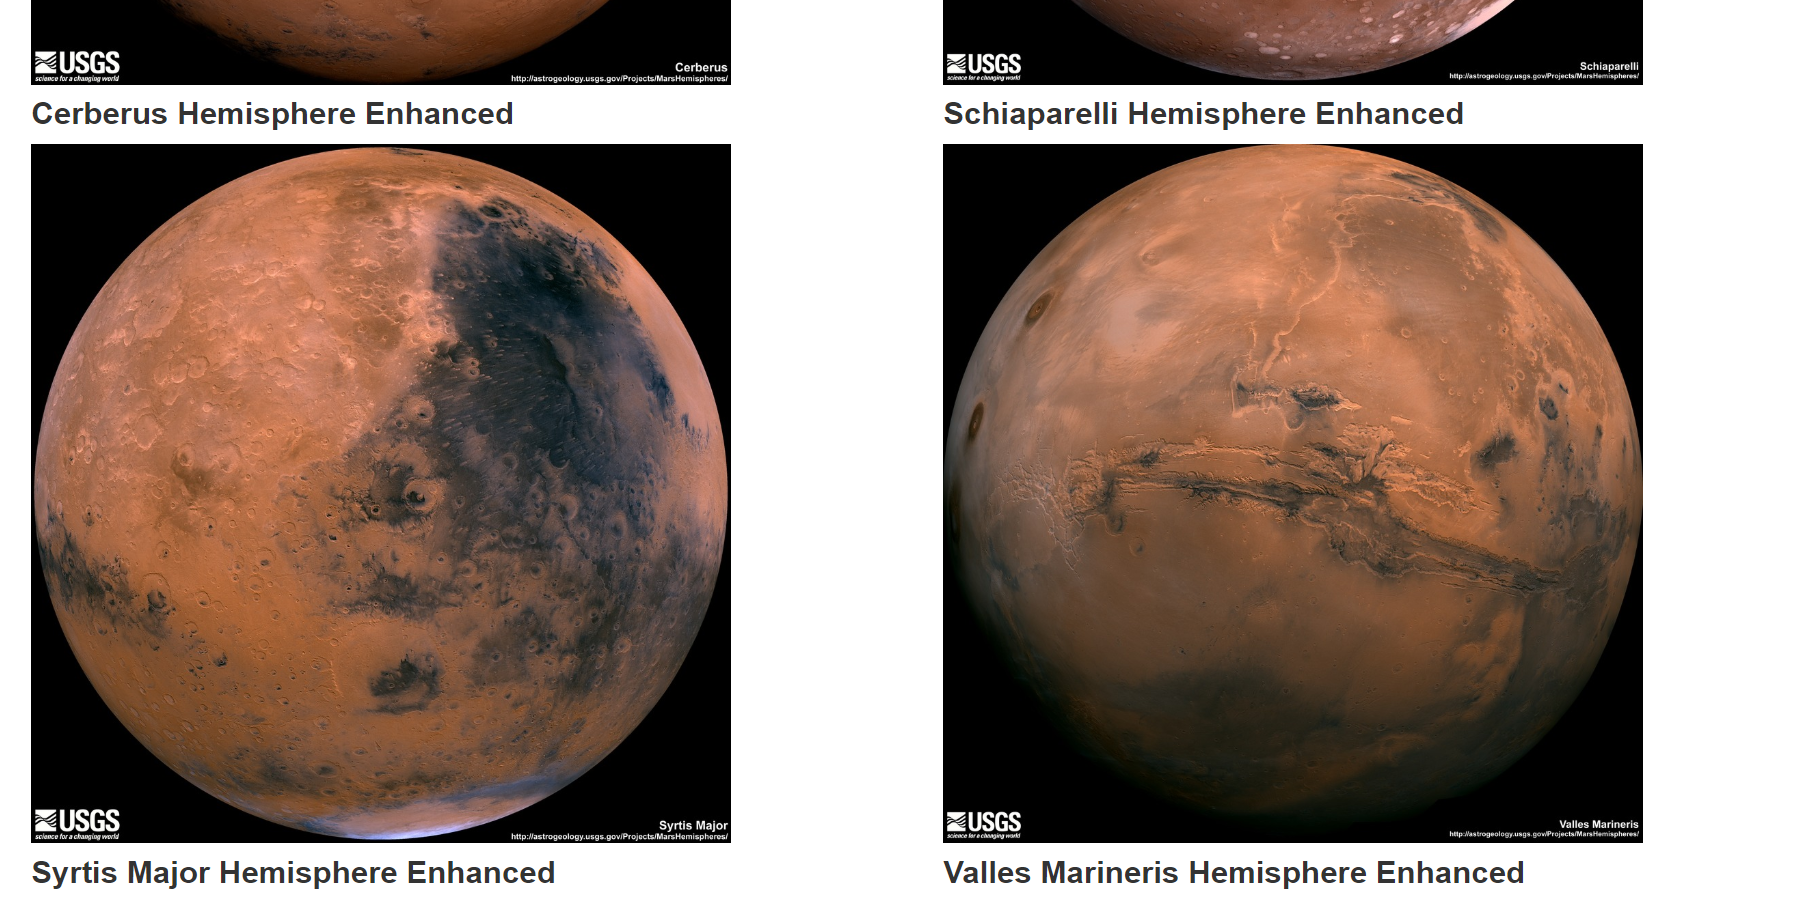 USGS
science for a changing world
Cerberus
http://astrogeology.usgs.gov/Projects/MarsHemispheres/
USGS
science for a changing world
Schiaparelli
http://astrogeology.usgs.gov/Projects/MarsHemispheres/
Cerberus Hemisphere Enhanced
Schiaparelli Hemisphere Enhanced
USGS
science for a changing world
Syrtis Major
http://astrogeology.usgs.gov/Projects/MarsHemispheres/
USGS
science for a changing world
Valles Marineris
http://astrogeology.usgs.gov/Projects/MarsHemispheres/
Syrtis Major Hemisphere Enhanced
Valles Marineris Hemisphere Enhanced